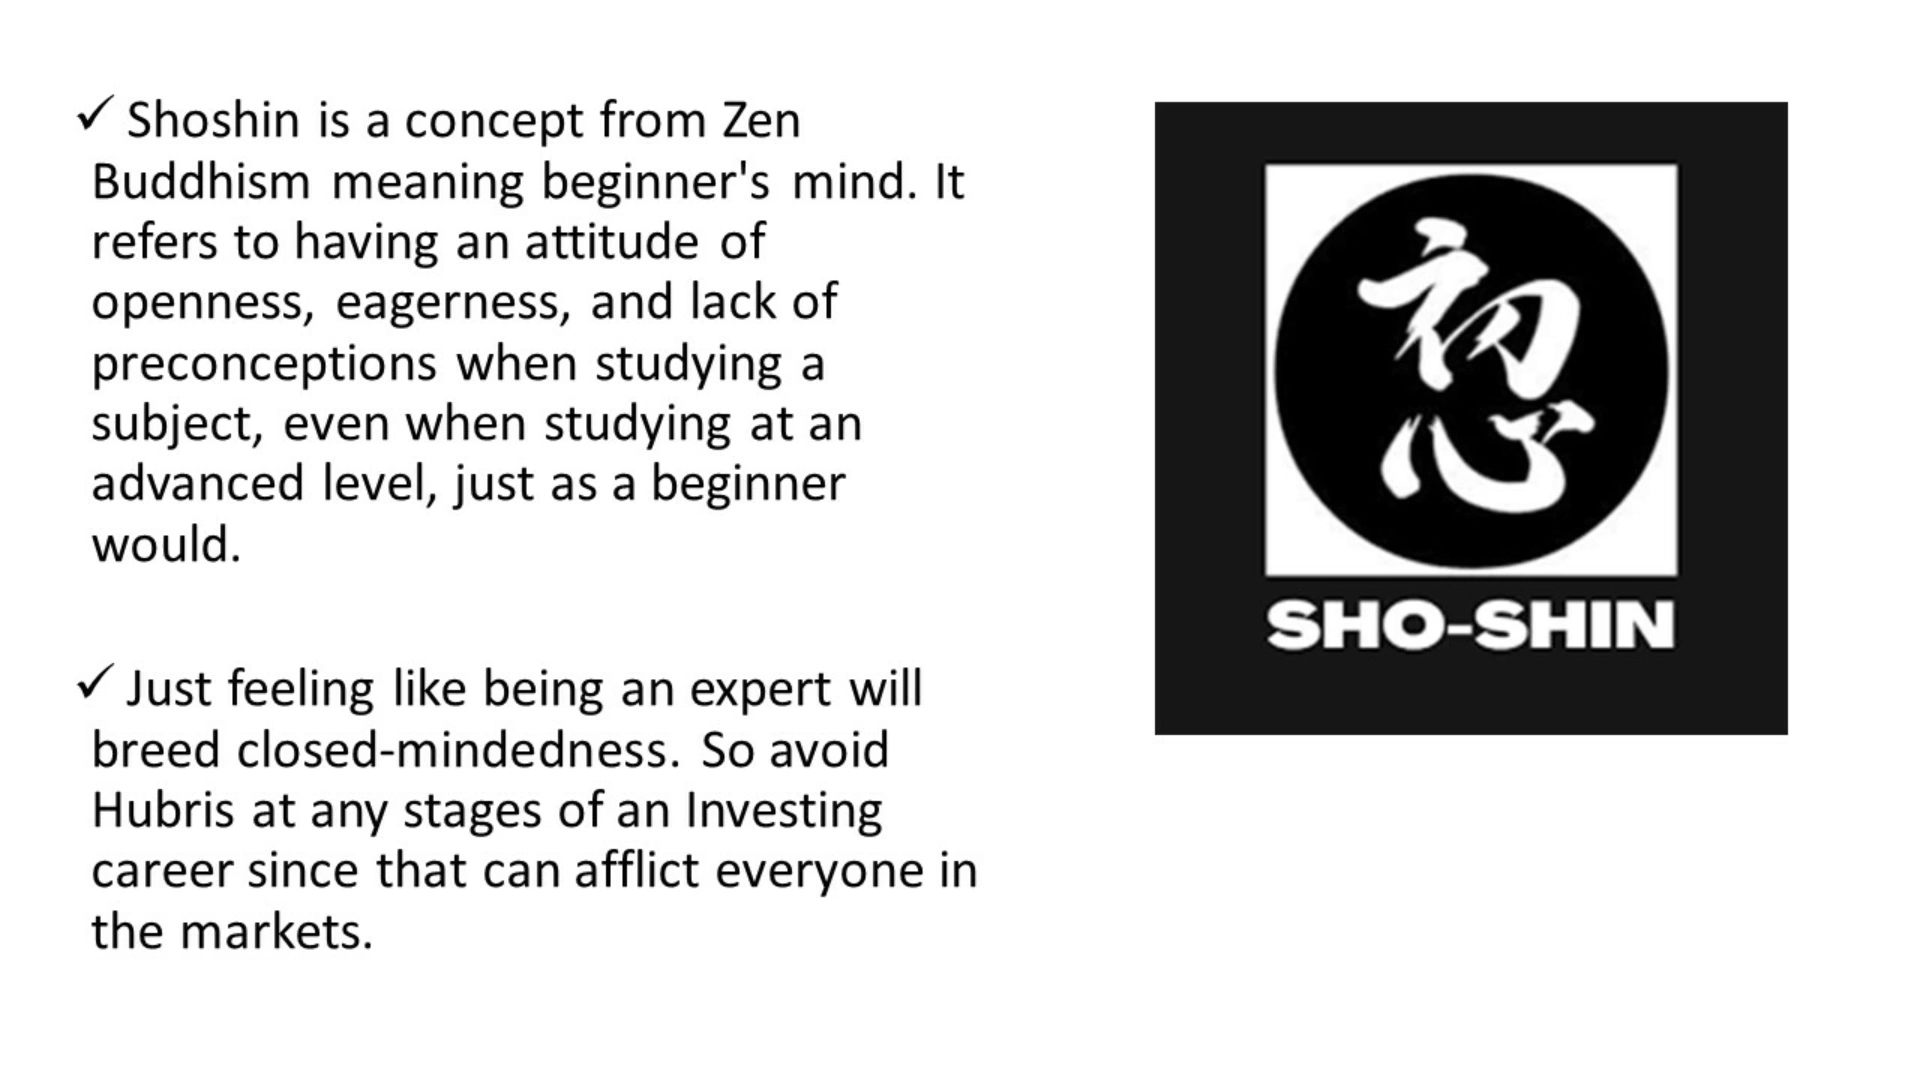 ✓ Shoshin is a concept from Zen
Buddhism meaning beginner's mind. It
refers to having an attitude of
openness, eagerness, and lack of
preconceptions when studying a
subject, even when studying at an
advanced level, just as a beginner
would.
✓ Just feeling like being an expert will
breed closed-mindedness. So avoid
Hubris at any stages of an Investing
career since that can afflict everyone in
the markets.
初
心
SHO-SHIN